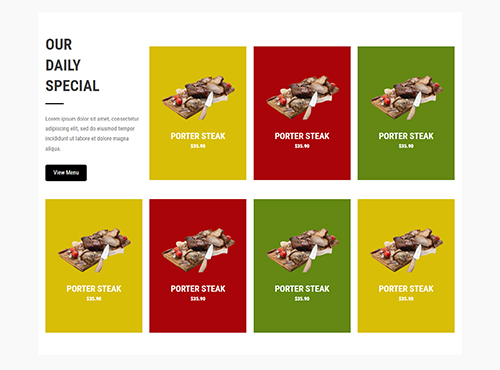 OUR
DAILY
SPECIAL
Lorem ipsum dolor sit amet, consectetur
adipiscing elit, sed do eiusmod tempor
incididunt ut labore et dolore magna
aliqua.
View Menu
PORTER STEAK
$35.90
PORTER STEAK
$35.90
PORTER STEAK
$35.90
PORTER STEAK
$35.90
PORTER STEAK
$35.90
PORTER STEAK
$35.90
PORTER STEAK
$35.90